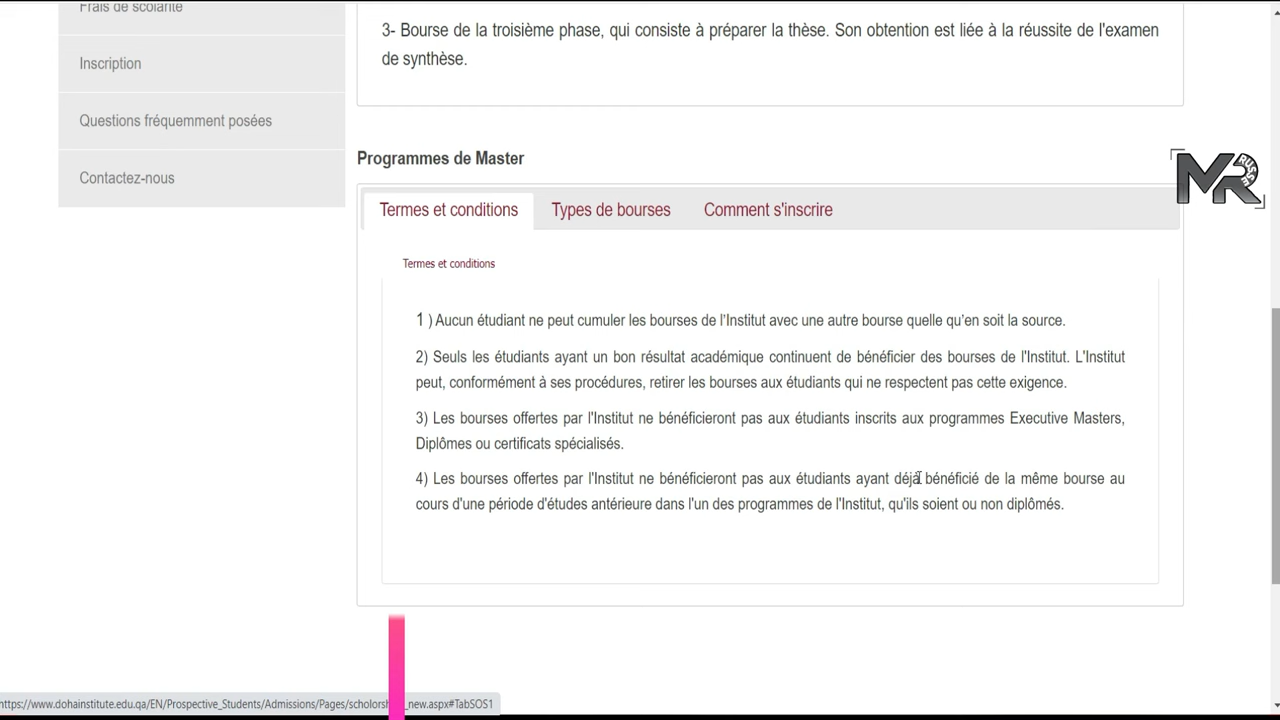 Frais de scolarité
3- Bourse de la troisième phase, qui consiste à préparer la thèse. Son obtention est liée à la réussite de l'examen
de synthèse.
Inscription
Questions fréquemment posées
Contactez-nous
Programmes de Master
MR
RUSSE
Termes et conditions Types de bourses Comment s'inscrire
Termes et conditions
1 ) Aucun étudiant ne peut cumuler les bourses de l'Institut avec une autre bourse quelle qu'en soit la source.
2) Seuls les étudiants ayant un bon résultat académique continuent de bénéficier des bourses de l'Institut. L'Institut
peut, conformément à ses procédures, retirer les bourses aux étudiants qui ne respectent pas cette exigence.
3) Les bourses offertes par l'Institut ne bénéficieront pas aux étudiants inscrits aux programmes Executive Masters,
Diplômes ou certificats spécialisés.
4) Les bourses offertes par l'Institut ne bénéficieront pas aux étudiants ayant déjà bénéficié de la même bourse au
cours d'une période d'études antérieure dans l'un des programmes de l'Institut, qu'ils soient ou non diplômés.
https://www.dohainstitute.edu.qa/EN/Prospective_Students/Admissions/Pages/scholorsh _new.aspx#TabSOS1